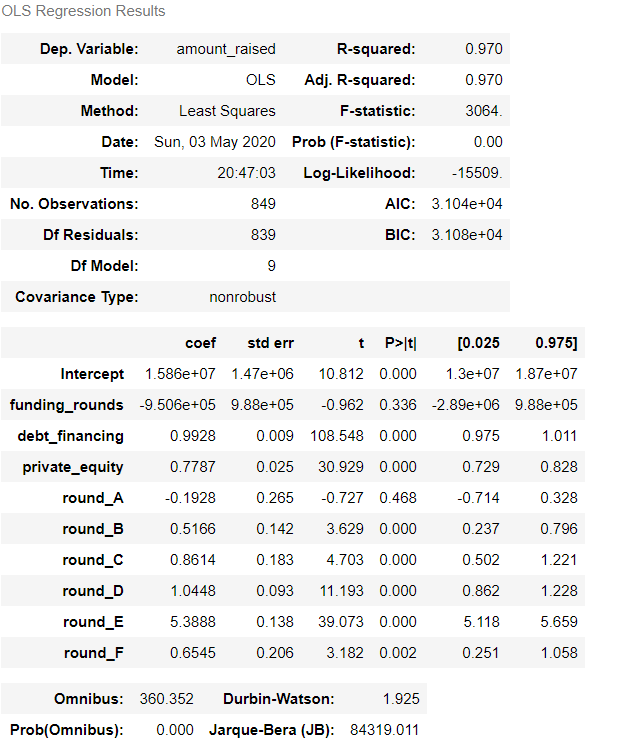 OLS Regression Results
Dep. Variable: amount_raised R-squared: 0.970
Model: OLS Adj. R-squared: 0.970
Method: Least Squares F-statistic: 3064.
Date: Sun, 03 May 2020 Prob (F-statistic): 0.00
Time: 20:47:03 Log-Likelihood: -15509.
No. Observations: 849 AIC: 3.104e+04
Df Residuals: 839 BIC: 3.108e+04
Df Model: 9
Covariance Type: nonrobust
coef std err t P>|t| [0.025 0.975]
Intercept 1.586e+07 1.47e+06 10.812 0.000 1.3e+07 1.87e+07
funding_rounds -9.506e+05 9.88e+05 -0.962 0.336 -2.89e+06 9.88e+05
debt_financing 0.9928 0.009 108.548 0.000 0.975 1.011
private_equity 0.7787 0.025 30.929 0.000 0.729 0.828
round_A -0.1928 0.265 -0.727 0.468 -0.714 0.328
round_B 0.5166 0.142 3.629 0.000 0.237 0.796
round_C 0.8614 0.183 4.703 0.000 0.502 1.221
round_D 1.0448 0.093 11.193 0.000 0.862 1.228
round_E 5.3888 0.138 39.073 0.000 5.118 5.659
round_F 0.6545 0.206 3.182 0.002 0.251 1.058
Omnibus: 360.352 Durbin-Watson: 1.925
Prob(Omnibus): 0.000 Jarque-Bera (JB): 84319.011